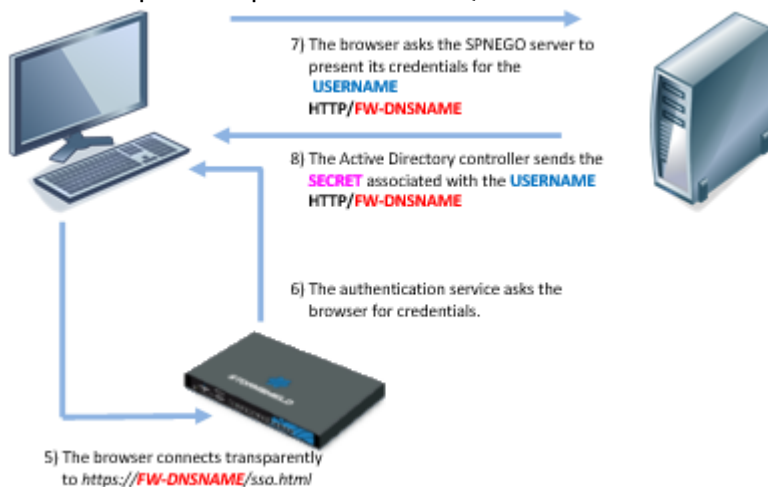 7) The browser asks the SPNEGO server to
present its credentials for the
USERNAME
HTTP/FW-DNSNAME
8) The Active Directory controller sends the
SECRET associated with the USERNAME
HTTP/FW-DNSNAME
6) The authentication service asks the
browser for credentials.
STORMSHIELD
5) The browser connects transparently
to https://FW-DNSNAME/sso.html